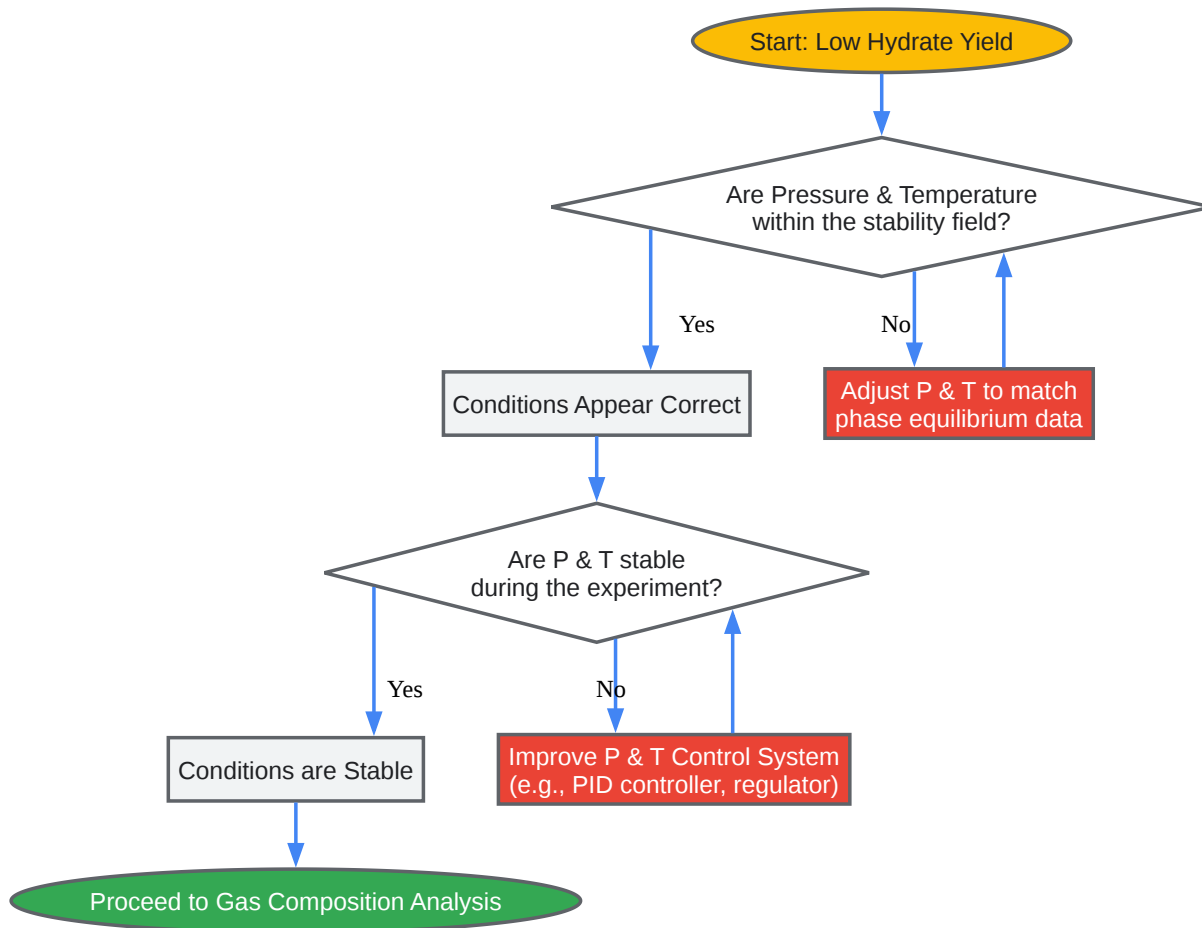 Start: Low Hydrate Yield
Are Pressure & Temperature
within the stability field?
Yes
No
Conditions Appear Correct
Adjust P & T to match
phase equilibrium data
Are P & T stable
during the experiment?
Yes
No
Conditions are Stable
Improve P & T Control System
(e.g., PID controller, regulator)
Proceed to Gas Composition Analysis